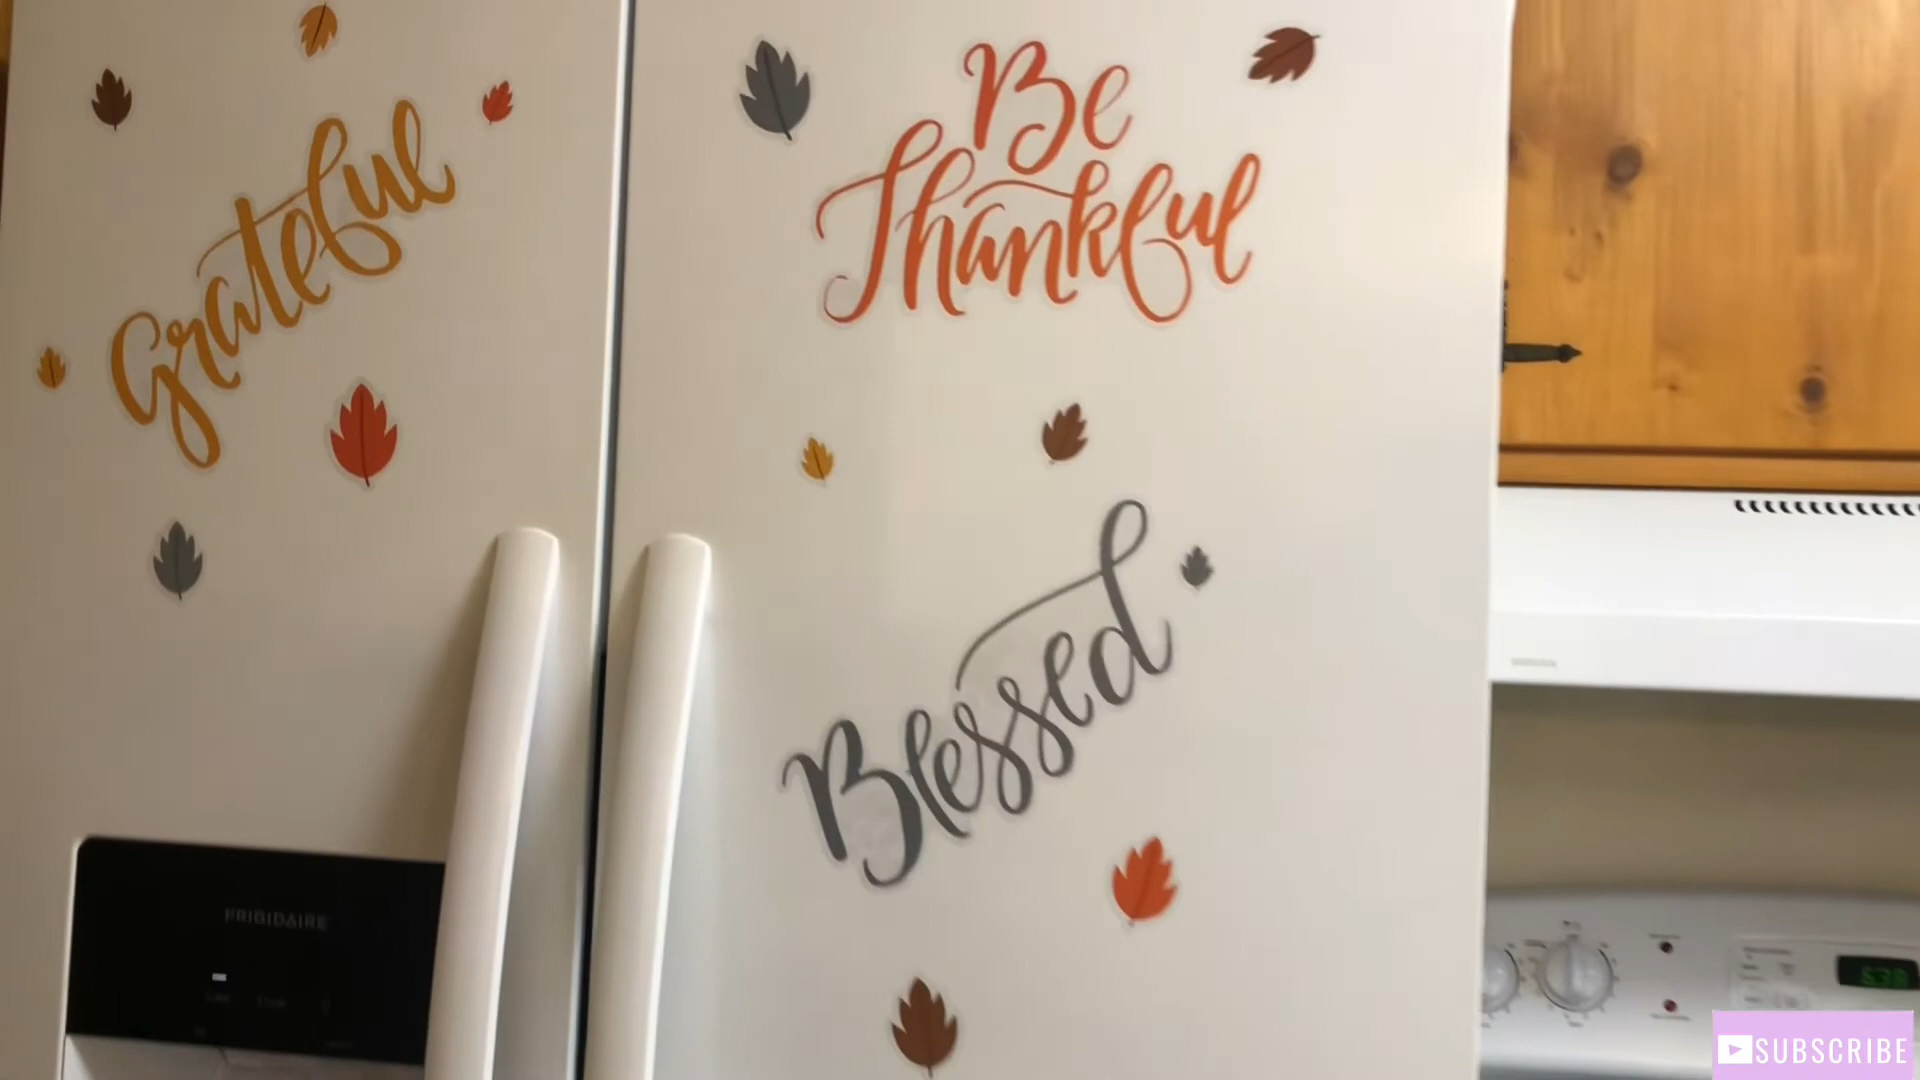 Grateful
Be
Thankful
Blessed
FRIGIDAIRE
SUBSCRIBE